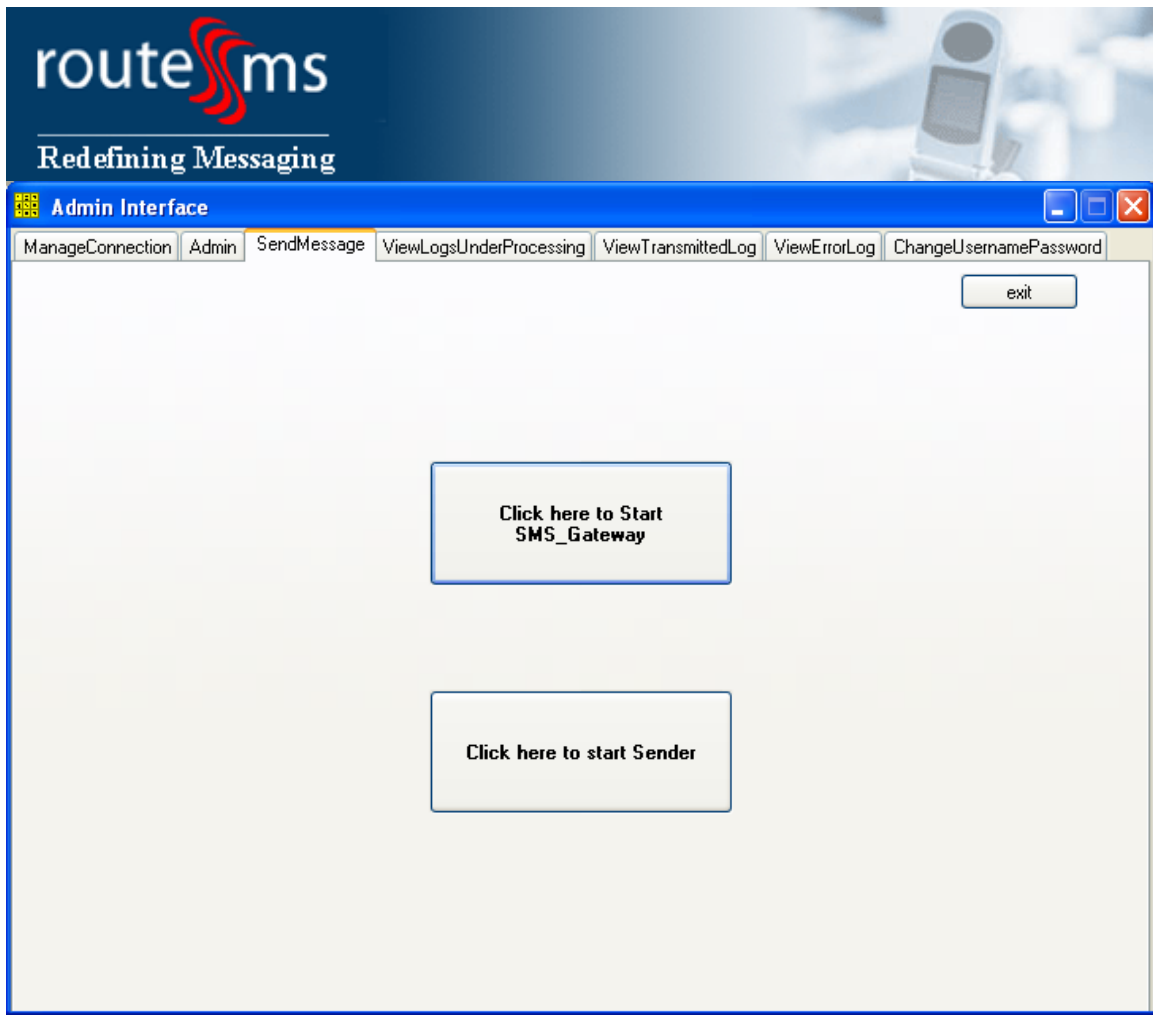 routeSms
Redefining Messaging
Admin Interface
ManageConnection Admin SendMessage ViewLogsUnderProcessing ViewTransmittedLog ViewErrorLog ChangeUsernamePassword
exit
Click here to Start
SMS_Gateway
Click here to start Sender